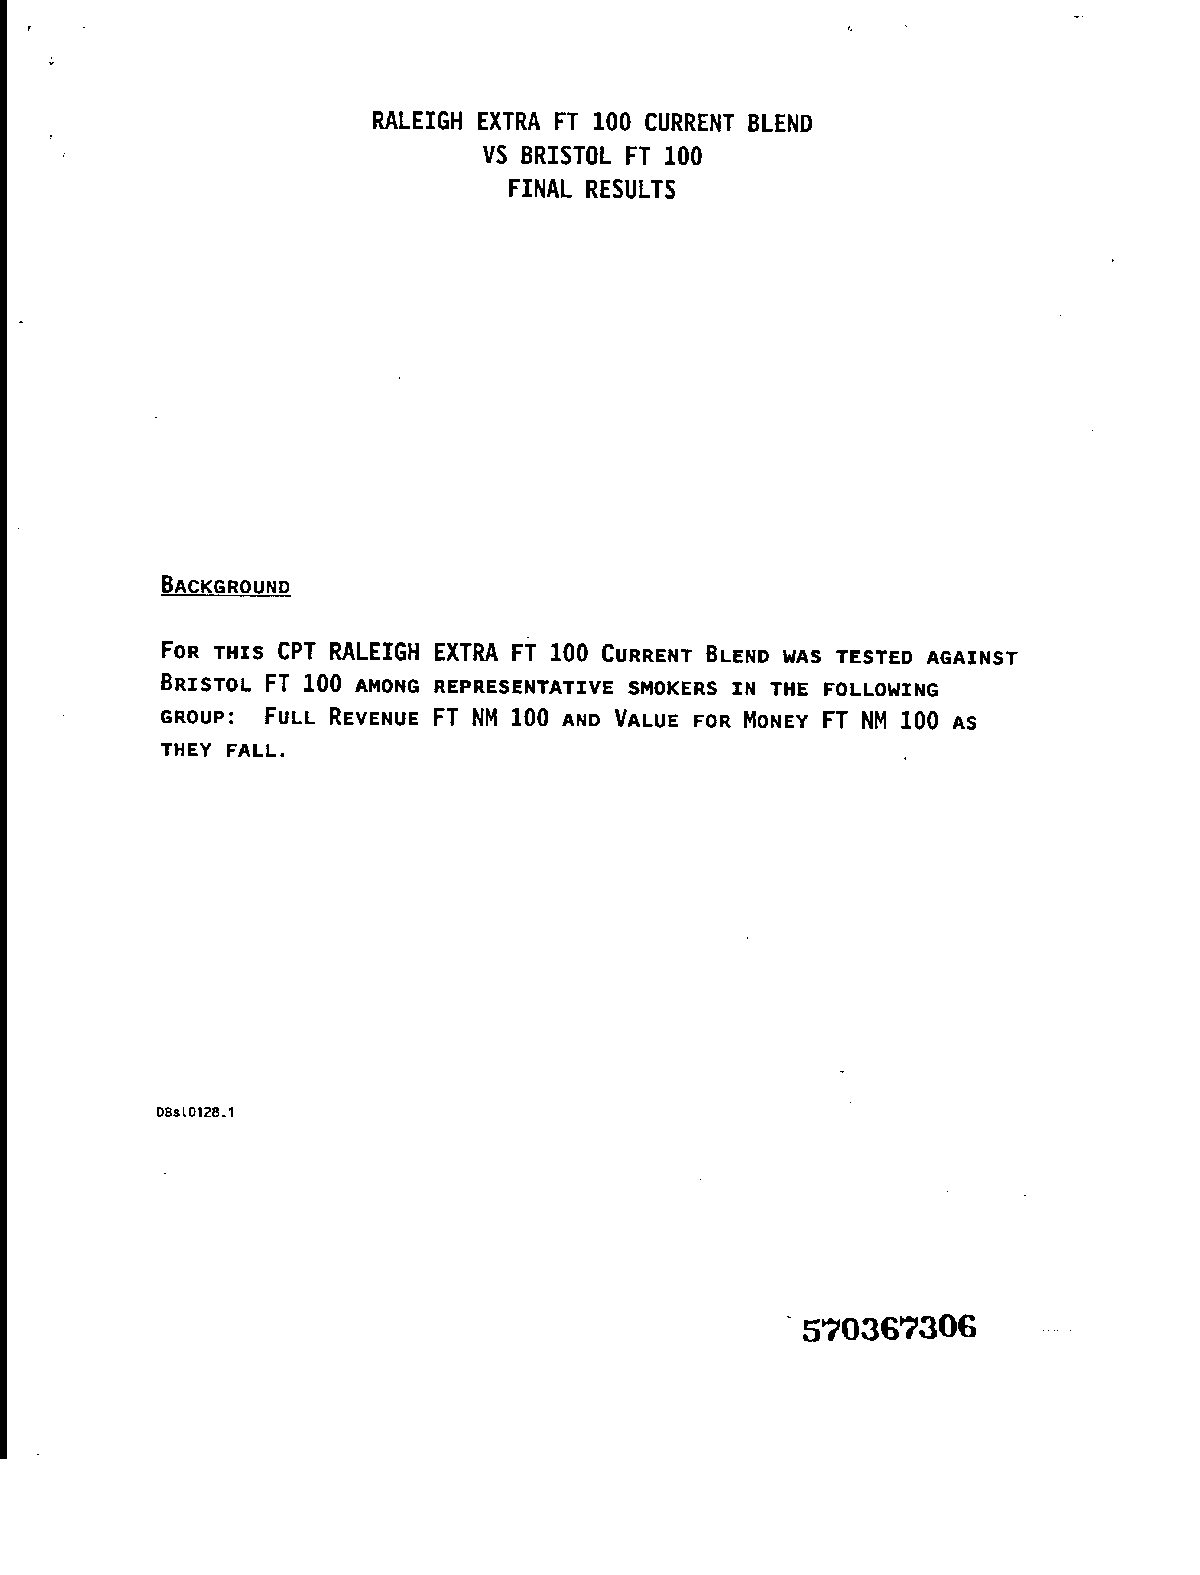 RALEIGH EXTRA FT 100 CURRENT BLEND
VS BRISTOL FT 100
FINAL RESULTS
BACKGROUND
FOR THIS CPT RALEIGH EXTRA FT 100 CURRENT BLEND WAS TESTED AGAINST
BRISTOL FT 100 AMONG REPRESENTATIVE SMOKERS IN THE FOLLOWING
GROUP: FULL REVENUE FT NM 100 AND VALUE FOR MONEY FT NM 100 AS
THEY FALL.
D8sl0128.1
570367306